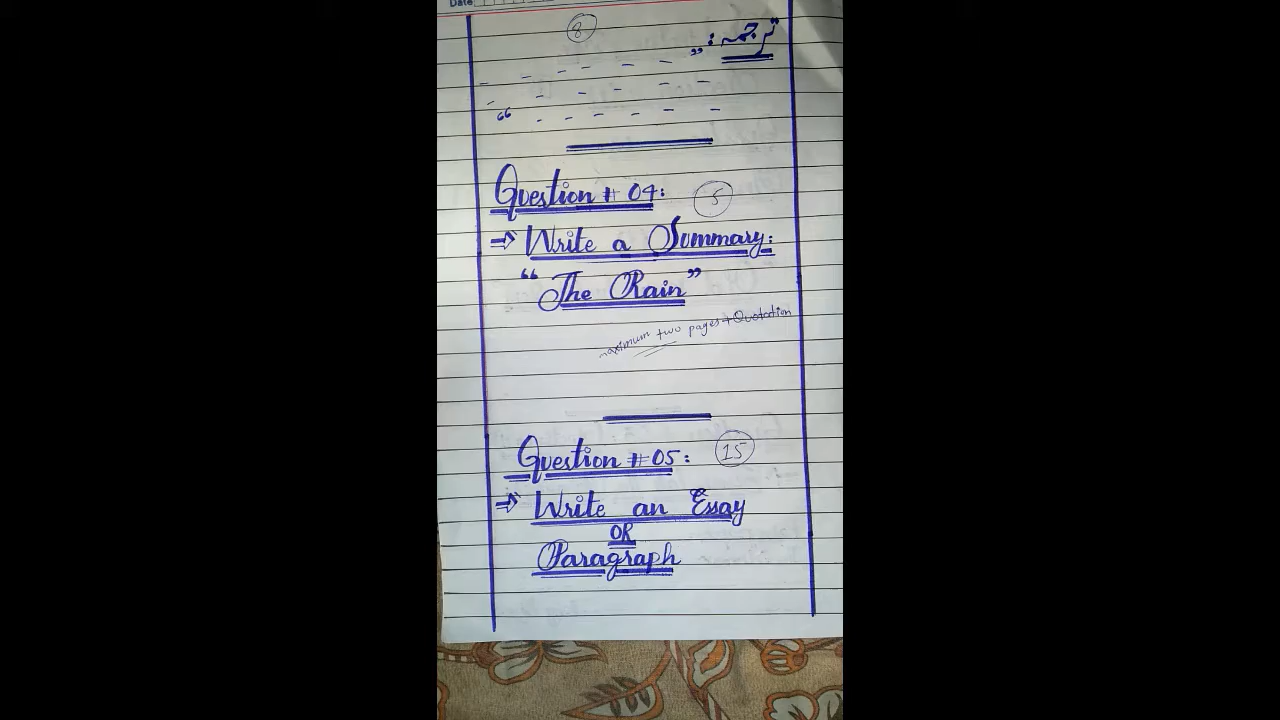 Date
8
ترجمہ :"
"
Question # 04: 5
⇒ Write a Summary:
"The Rain"
maximum two pages + Quotation
Question # 05: 15
⇒ Write an Essay
OR
Paragraph